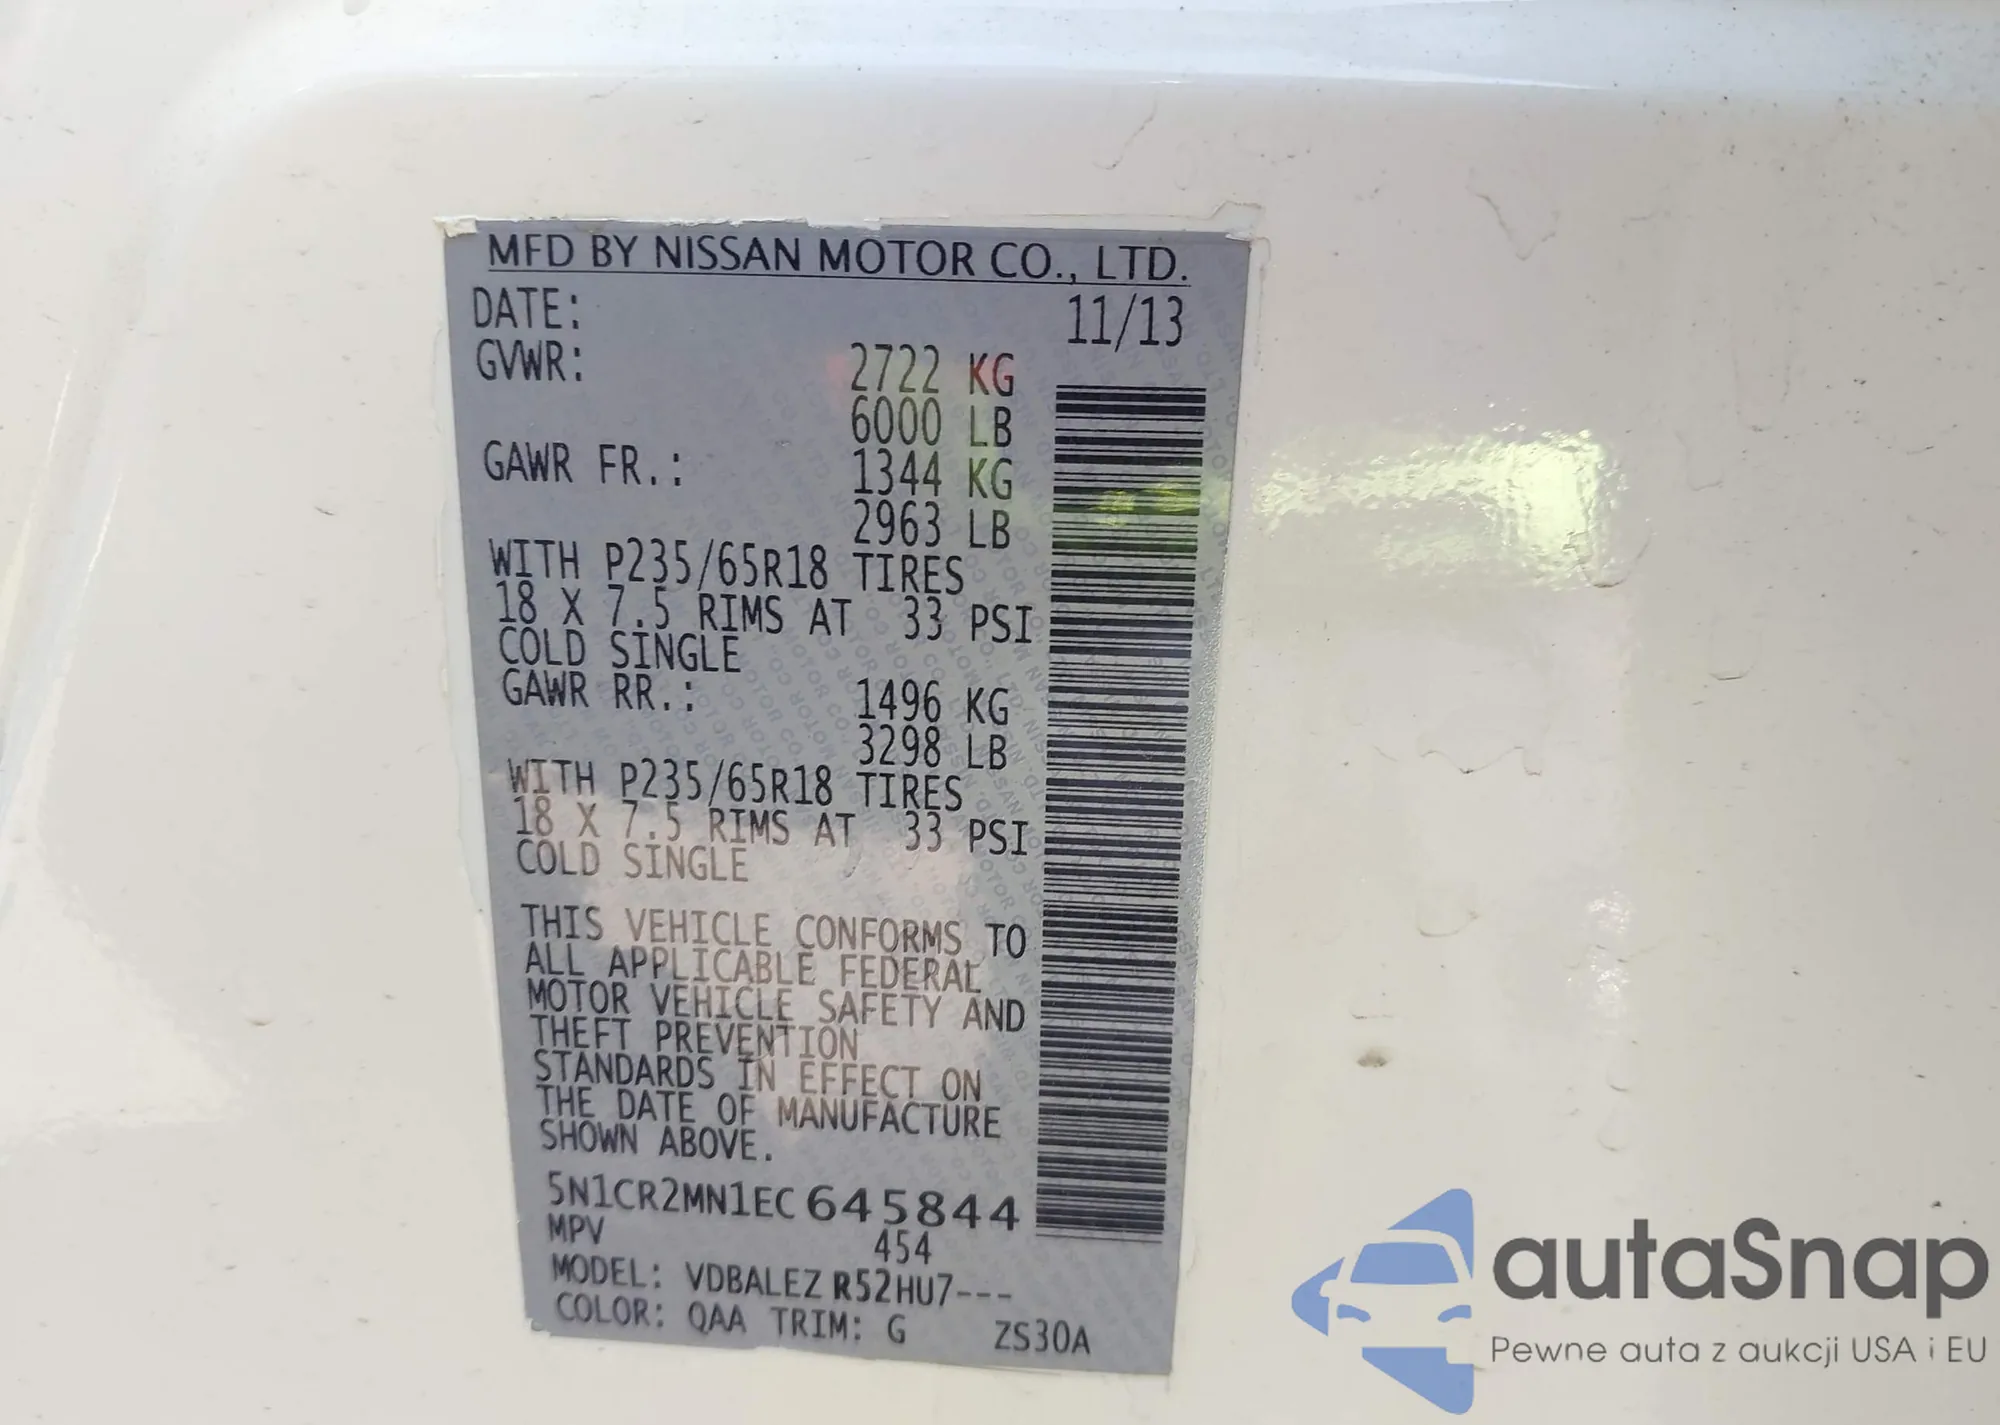 MFD BY NISSAN MOTOR CO., LTD.
DATE: 11/13
GVWR: 2722 KG
6000 LB
GAWR FR.: 1344 KG
2963 LB
WITH P235/65R18 TIRES
18 X 7.5 RIMS AT 33 PSI
COLD SINGLE
GAWR RR.: 1496 KG
3298 LB
WITH P235/65R18 TIRES
18 X 7.5 RIMS AT 33 PSI
COLD SINGLE
THIS VEHICLE CONFORMS TO
ALL APPLICABLE FEDERAL
MOTOR VEHICLE SAFETY AND
THEFT PREVENTION
STANDARDS IN EFFECT ON
THE DATE OF MANUFACTURE
SHOWN ABOVE.
5N1CR2MN1EC645844
MPV 454
MODEL: VDBALEZ R52HU7---
COLOR: QAA TRIM: G ZS30A
autaSnap
Pewne auta z aukcji USA i EU